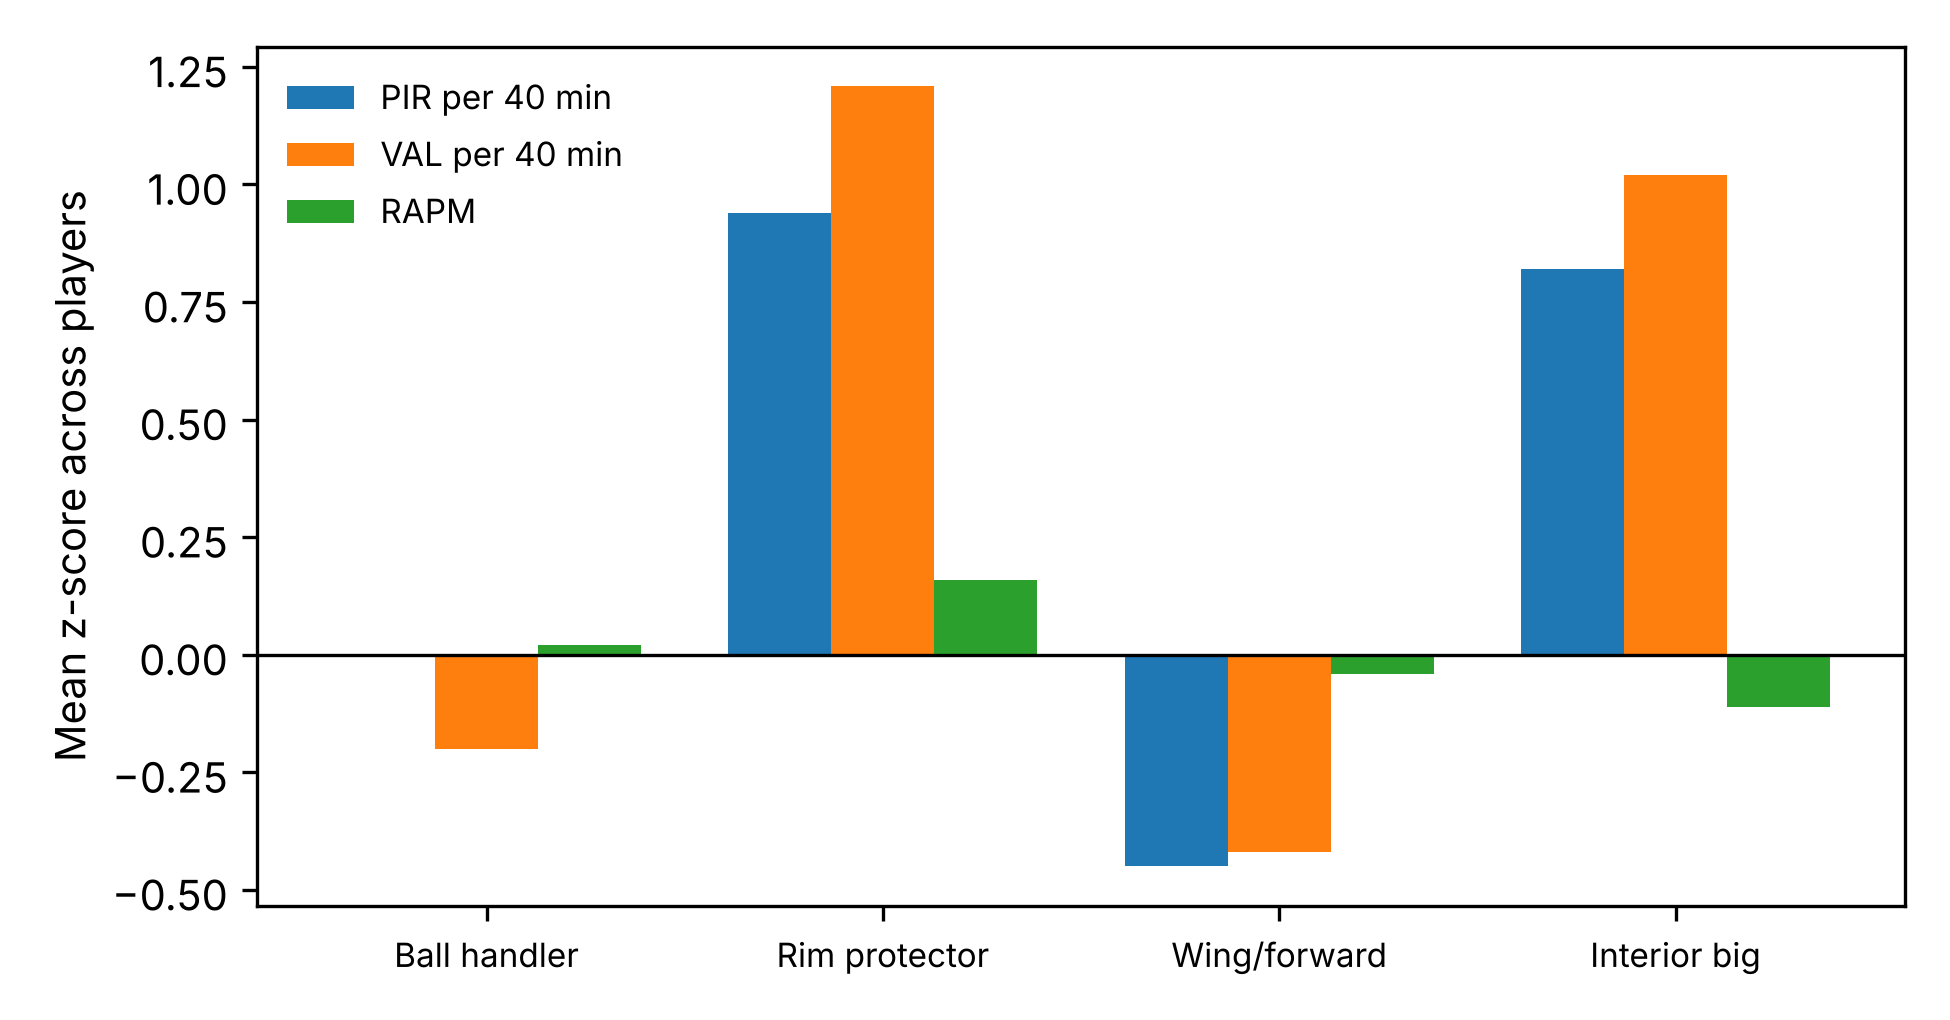 PIR per 40 min
VAL per 40 min
RAPM
Mean z-score across players
1.25
1.00
0.75
0.50
0.25
0.00
−0.25
−0.50
Ball handler
Rim protector
Wing/forward
Interior big